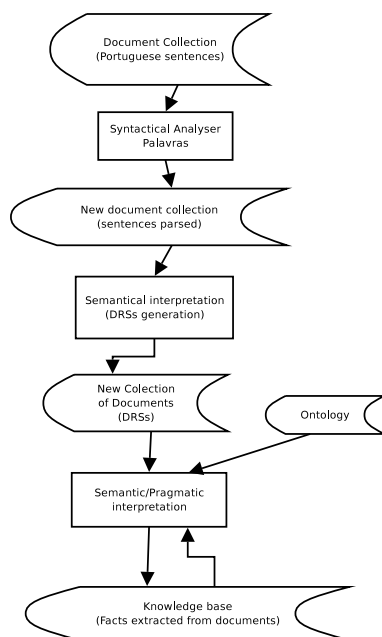 Document Collection
(Portuguese sentences)
Syntactical Analyser
Palavras
New document collection
(sentences parsed)
Semantical interpretation
(DRSs generation)
New Colection
of Documents
(DRSs)
Ontology
Semantic/Pragmatic
interpretation
Knowledge base
(Facts extracted from documents)